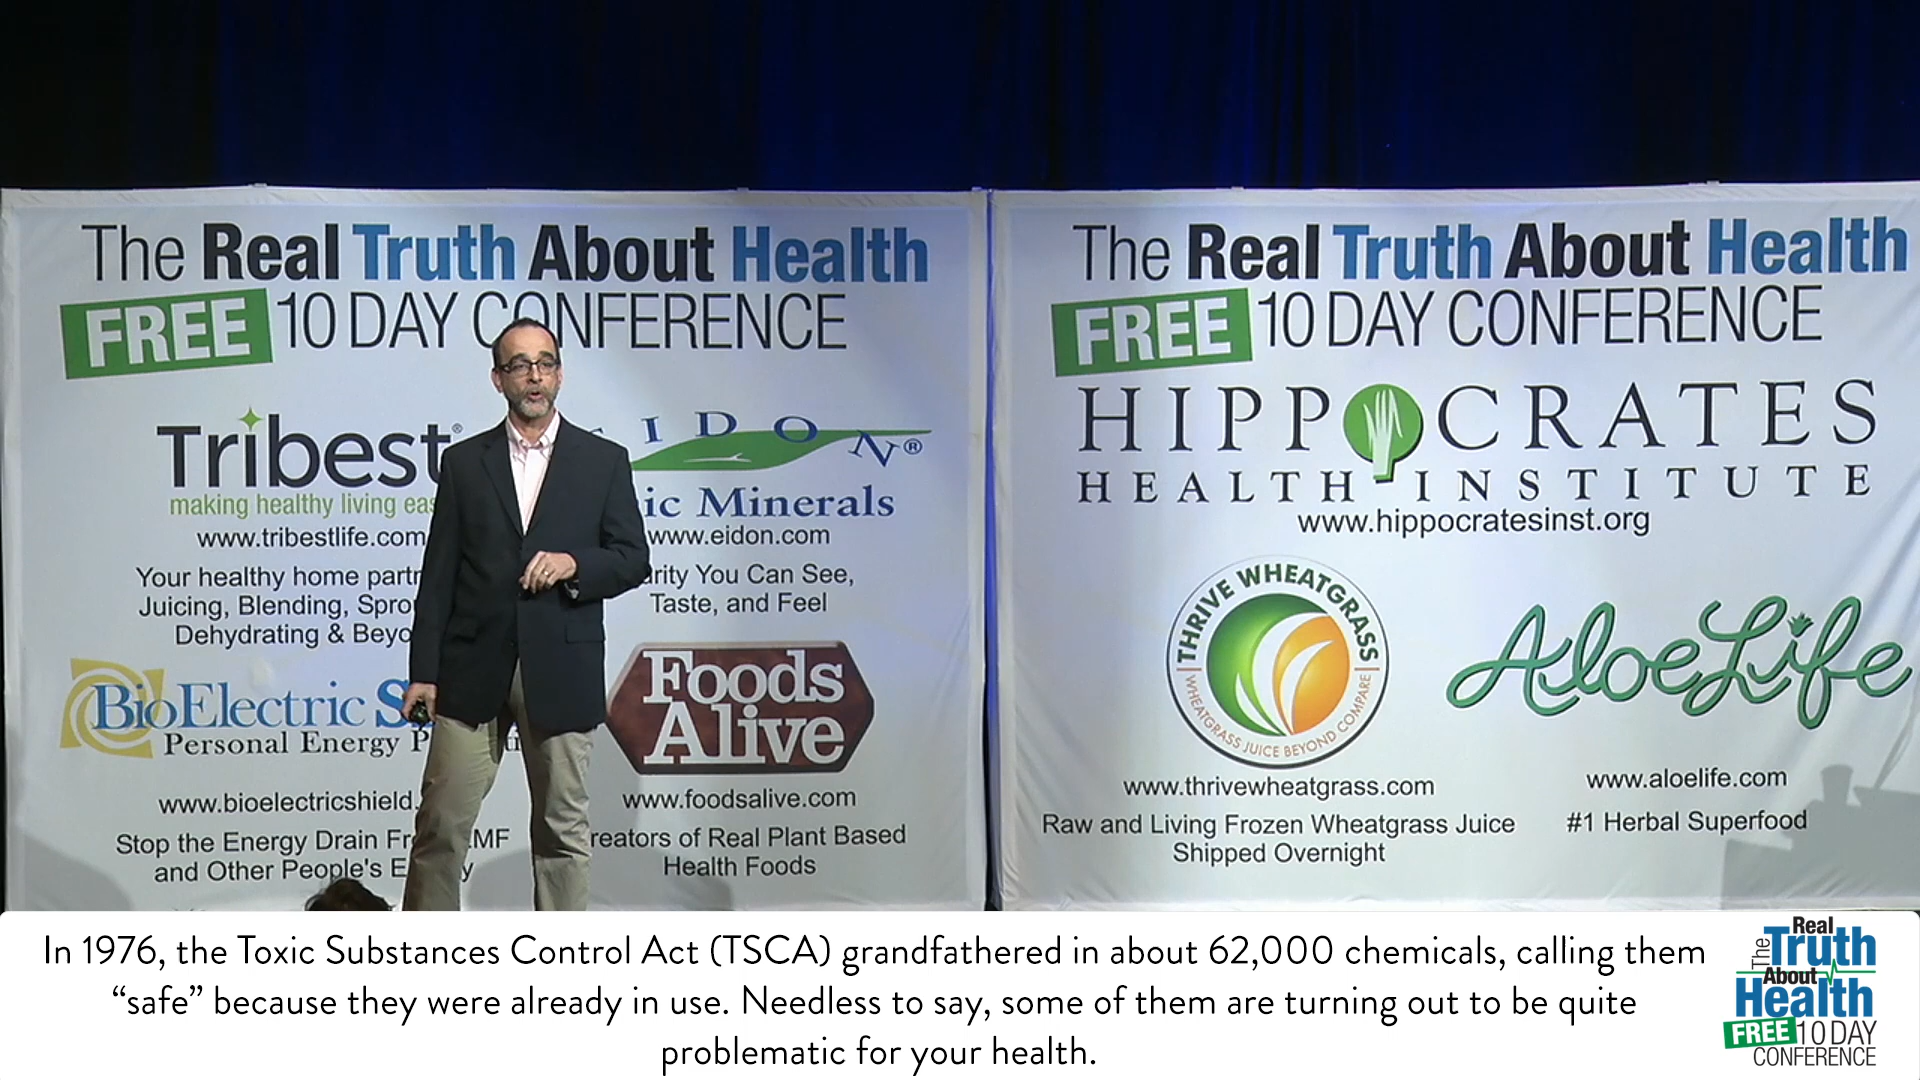 The Real Truth About Health
FREE 10 DAY CONFERENCE
Tribest®
making healthy living eas
www.tribestlife.com
Your healthy home partn
Juicing, Blending, Sprou
Dehydrating & Beyo
IDON®
ic Minerals
www.eidon.com
rity You Can See,
Taste, and Feel
BioElectric S
Personal Energy P
www.bioelectricshield.
Stop the Energy Drain Fr MF
and Other People's E y
Foods
Alive
www.foodsalive.com
reators of Real Plant Based
Health Foods
The Real Truth About Health
FREE 10 DAY CONFERENCE
HIPPOCRATES
HEALTH INSTITUTE
www.hippocratesinst.org
THRIVE WHEATGRASS
WHEATGRASS JUICE BEYOND COMPARE
www.thrivewheatgrass.com
Raw and Living Frozen Wheatgrass Juice
Shipped Overnight
AloeLife
www.aloelife.com
#1 Herbal Superfood
In 1976, the Toxic Substances Control Act (TSCA) grandfathered in about 62,000 chemicals, calling them
“safe” because they were already in use. Needless to say, some of them are turning out to be quite
problematic for your health.
The Real
Truth
About
Health
FREE 10 DAY
CONFERENCE